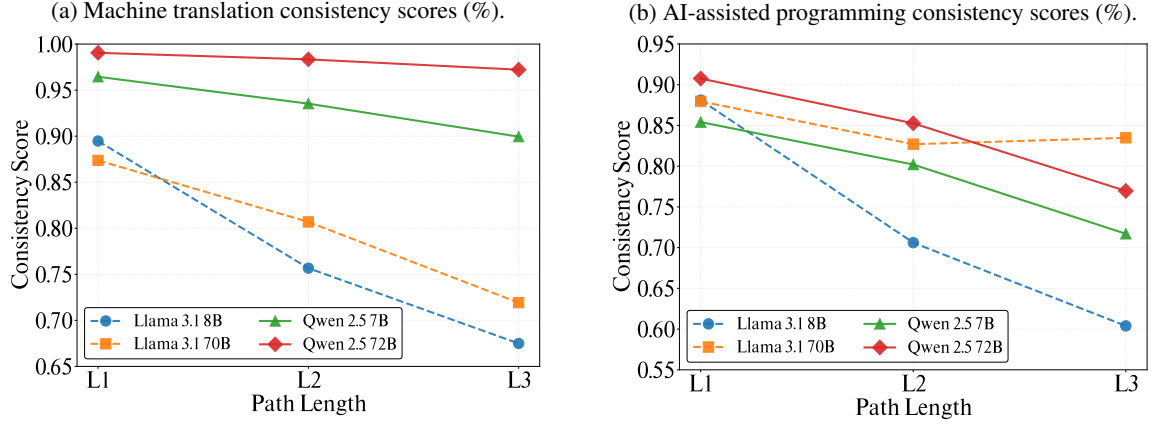 (a) Machine translation consistency scores (%).
1.00
0.95
0.90
0.85
0.80
0.75
0.70
0.65
Consistency Score
Llama 3.1 8B
Llama 3.1 70B
Qwen 2.5 7B
Qwen 2.5 72B
L1
L2
L3
Path Length
(b) AI-assisted programming consistency scores (%).
0.95
0.90
0.85
0.80
0.75
0.70
0.65
0.60
0.55
Consistency Score
Llama 3.1 8B
Llama 3.1 70B
Qwen 2.5 7B
Qwen 2.5 72B
L1
L2
L3
Path Length